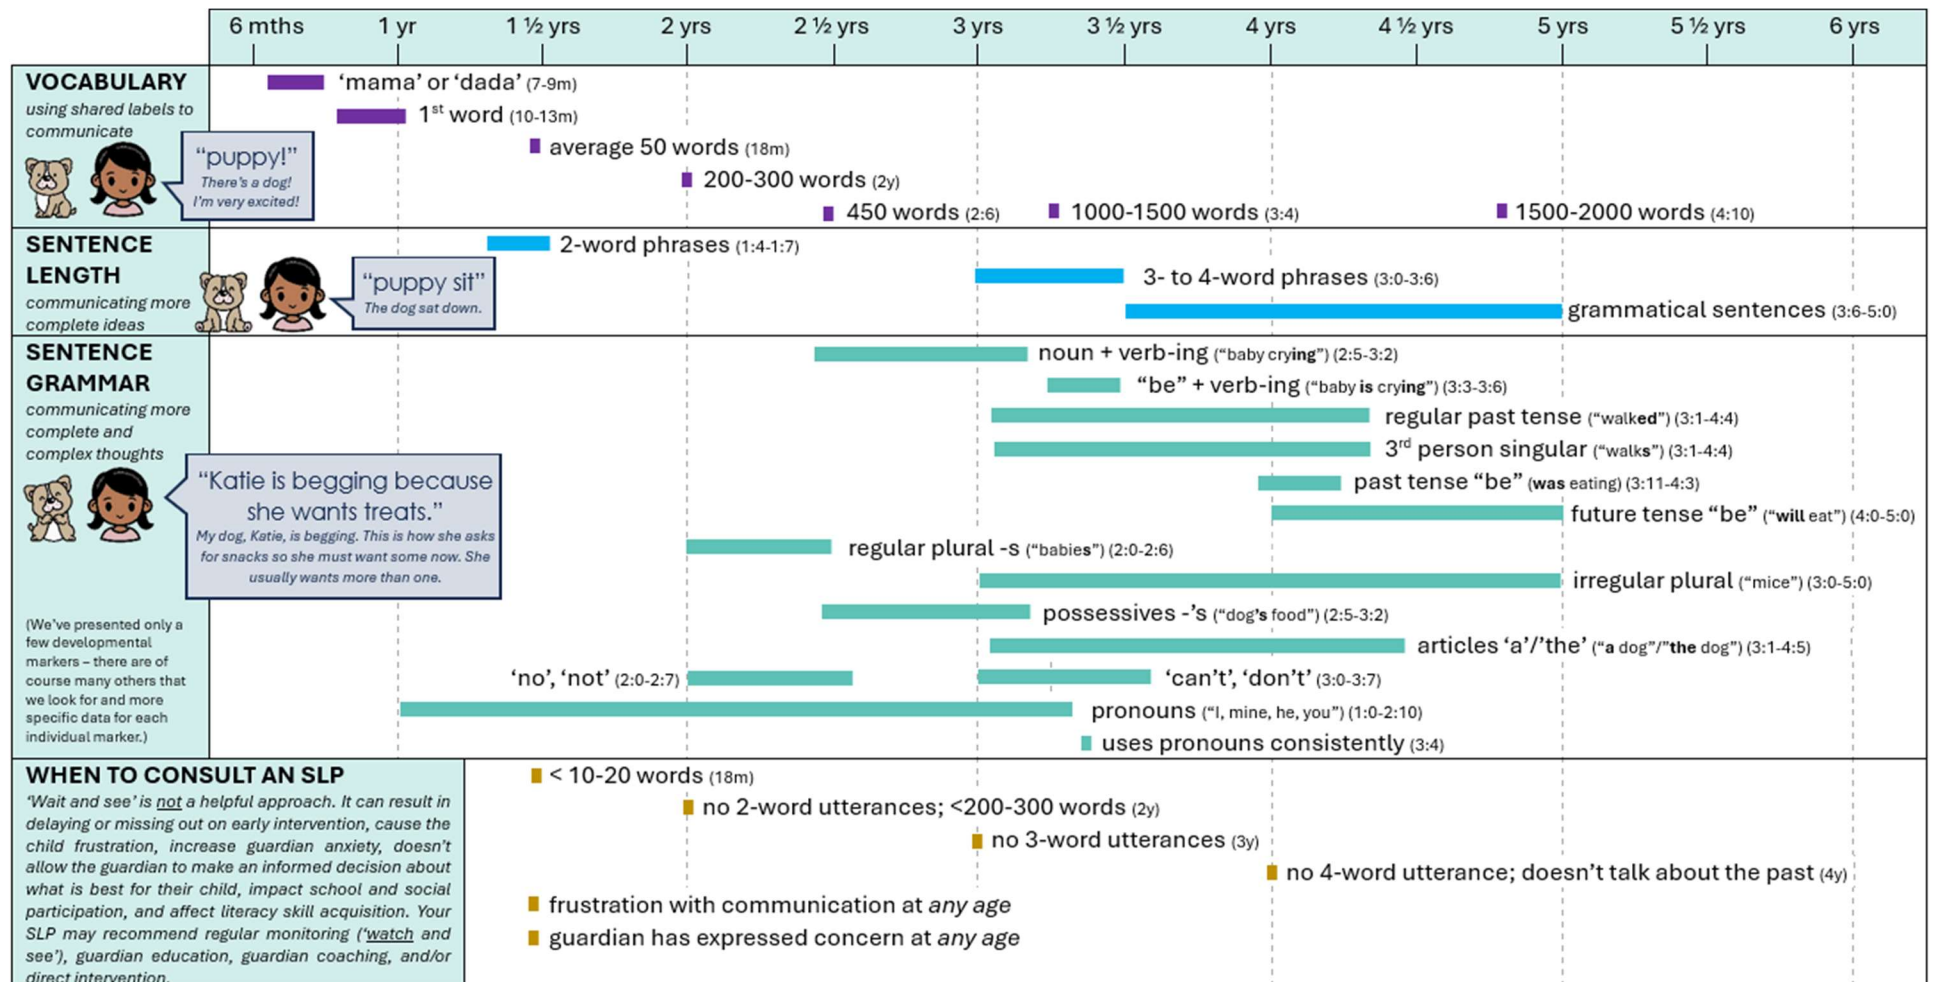 6 mths 1 yr 1 ½ yrs 2 yrs 2 ½ yrs 3 yrs 3 ½ yrs 4 yrs 4 ½ yrs 5 yrs 5 ½ yrs 6 yrs
VOCABULARY
using shared labels to
communicate
“puppy!”
There’s a dog!
I’m very excited!
‘mama’ or ‘dada’ (7-9m)
1st word (10-13m)
average 50 words (18m)
200-300 words (2y)
450 words (2:6) 1000-1500 words (3:4) 1500-2000 words (4:10)
SENTENCE
LENGTH
communicating more
complete ideas
“puppy sit”
The dog sat down.
2-word phrases (1:4-1:7)
3- to 4-word phrases (3:0-3:6)
grammatical sentences (3:6-5:0)
SENTENCE
GRAMMAR
communicating more
complete and
complex thoughts
“Katie is begging because
she wants treats.”
My dog, Katie, is begging. This is how she asks
for snacks so she must want some now. She
usually wants more than one.
(We’ve presented only a
few developmental
markers – there are of
course many others that
we look for and more
specific data for each
individual marker.)
noun + verb-ing (“baby crying”) (2:5-3:2)
“be” + verb-ing (“baby is crying”) (3:3-3:6)
regular past tense (“walked”) (3:1-4:4)
3rd person singular (“walks”) (3:1-4:4)
past tense “be” (was eating) (3:11-4:3)
future tense “be” (“will eat”) (4:0-5:0)
regular plural -s (“babies”) (2:0-2:6)
irregular plural (“mice”) (3:0-5:0)
possessives -’s (“dog’s food”) (2:5-3:2)
articles ‘a’/’the’ (“a dog”/”the dog”) (3:1-4:5)
‘no’, ‘not’ (2:0-2:7) ‘can’t’, ‘don’t’ (3:0-3:7)
pronouns (“I, mine, he, you”) (1:0-2:10)
uses pronouns consistently (3:4)
WHEN TO CONSULT AN SLP
‘Wait and see’ is not a helpful approach. It can result in
delaying or missing out on early intervention, cause the
child frustration, increase guardian anxiety, doesn’t
allow the guardian to make an informed decision about
what is best for their child, impact school and social
participation, and affect literacy skill acquisition. Your
SLP may recommend regular monitoring (‘watch and
see’), guardian education, guardian coaching, and/or
direct intervention.
< 10-20 words (18m)
no 2-word utterances; <200-300 words (2y)
no 3-word utterances (3y)
no 4-word utterance; doesn’t talk about the past (4y)
frustration with communication at any age
guardian has expressed concern at any age